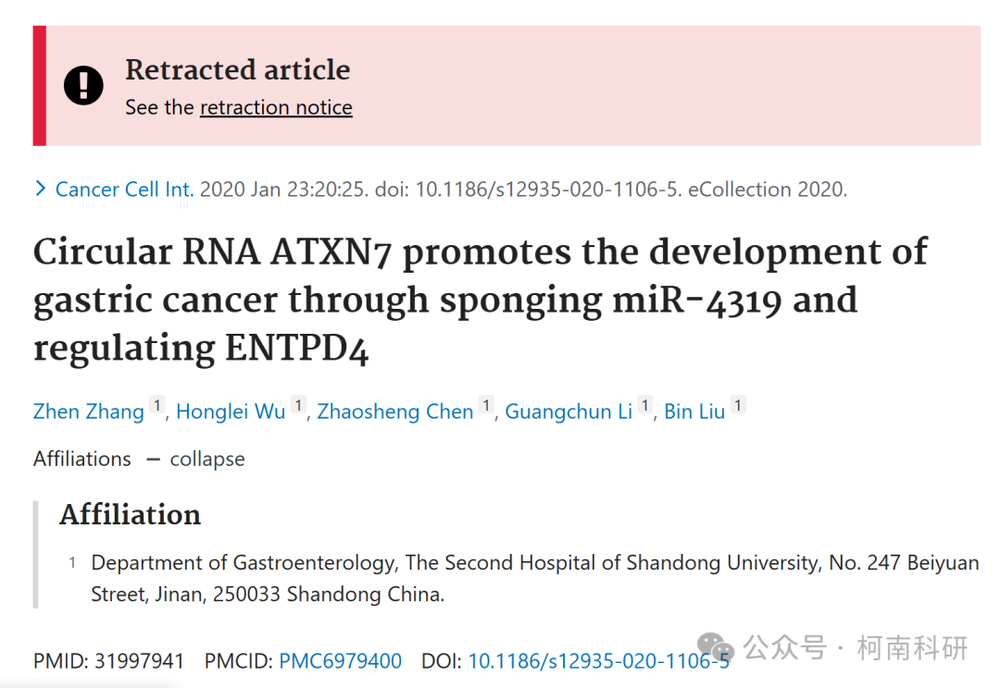 Retracted article
See the retraction notice
Cancer Cell Int. 2020 Jan 23:20:25. doi: 10.1186/s12935-020-1106-5. eCollection 2020.
Circular RNA ATXN7 promotes the development of
gastric cancer through sponging miR-4319 and
regulating ENTPD4
Zhen Zhang 1, Honglei Wu 1, Zhaosheng Chen 1, Guangchun Li 1, Bin Liu 1
Affiliations — collapse
Affiliation
1 Department of Gastroenterology, The Second Hospital of Shandong University, No. 247 Beiyuan
Street, Jinan, 250033 Shandong China.
PMID: 31997941 PMCID: PMC6979400 DOI: 10.1186/s12935-020-1106-5
公众号 · 柯南科研